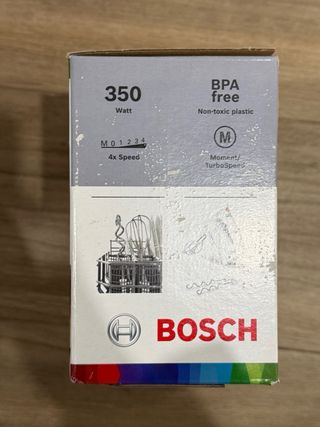 350
Watt
BPA
free
Non-toxic plastic
M 0 1 2 3 4
4x Speed
M
Moment/
TurboSpeed
BOSCH